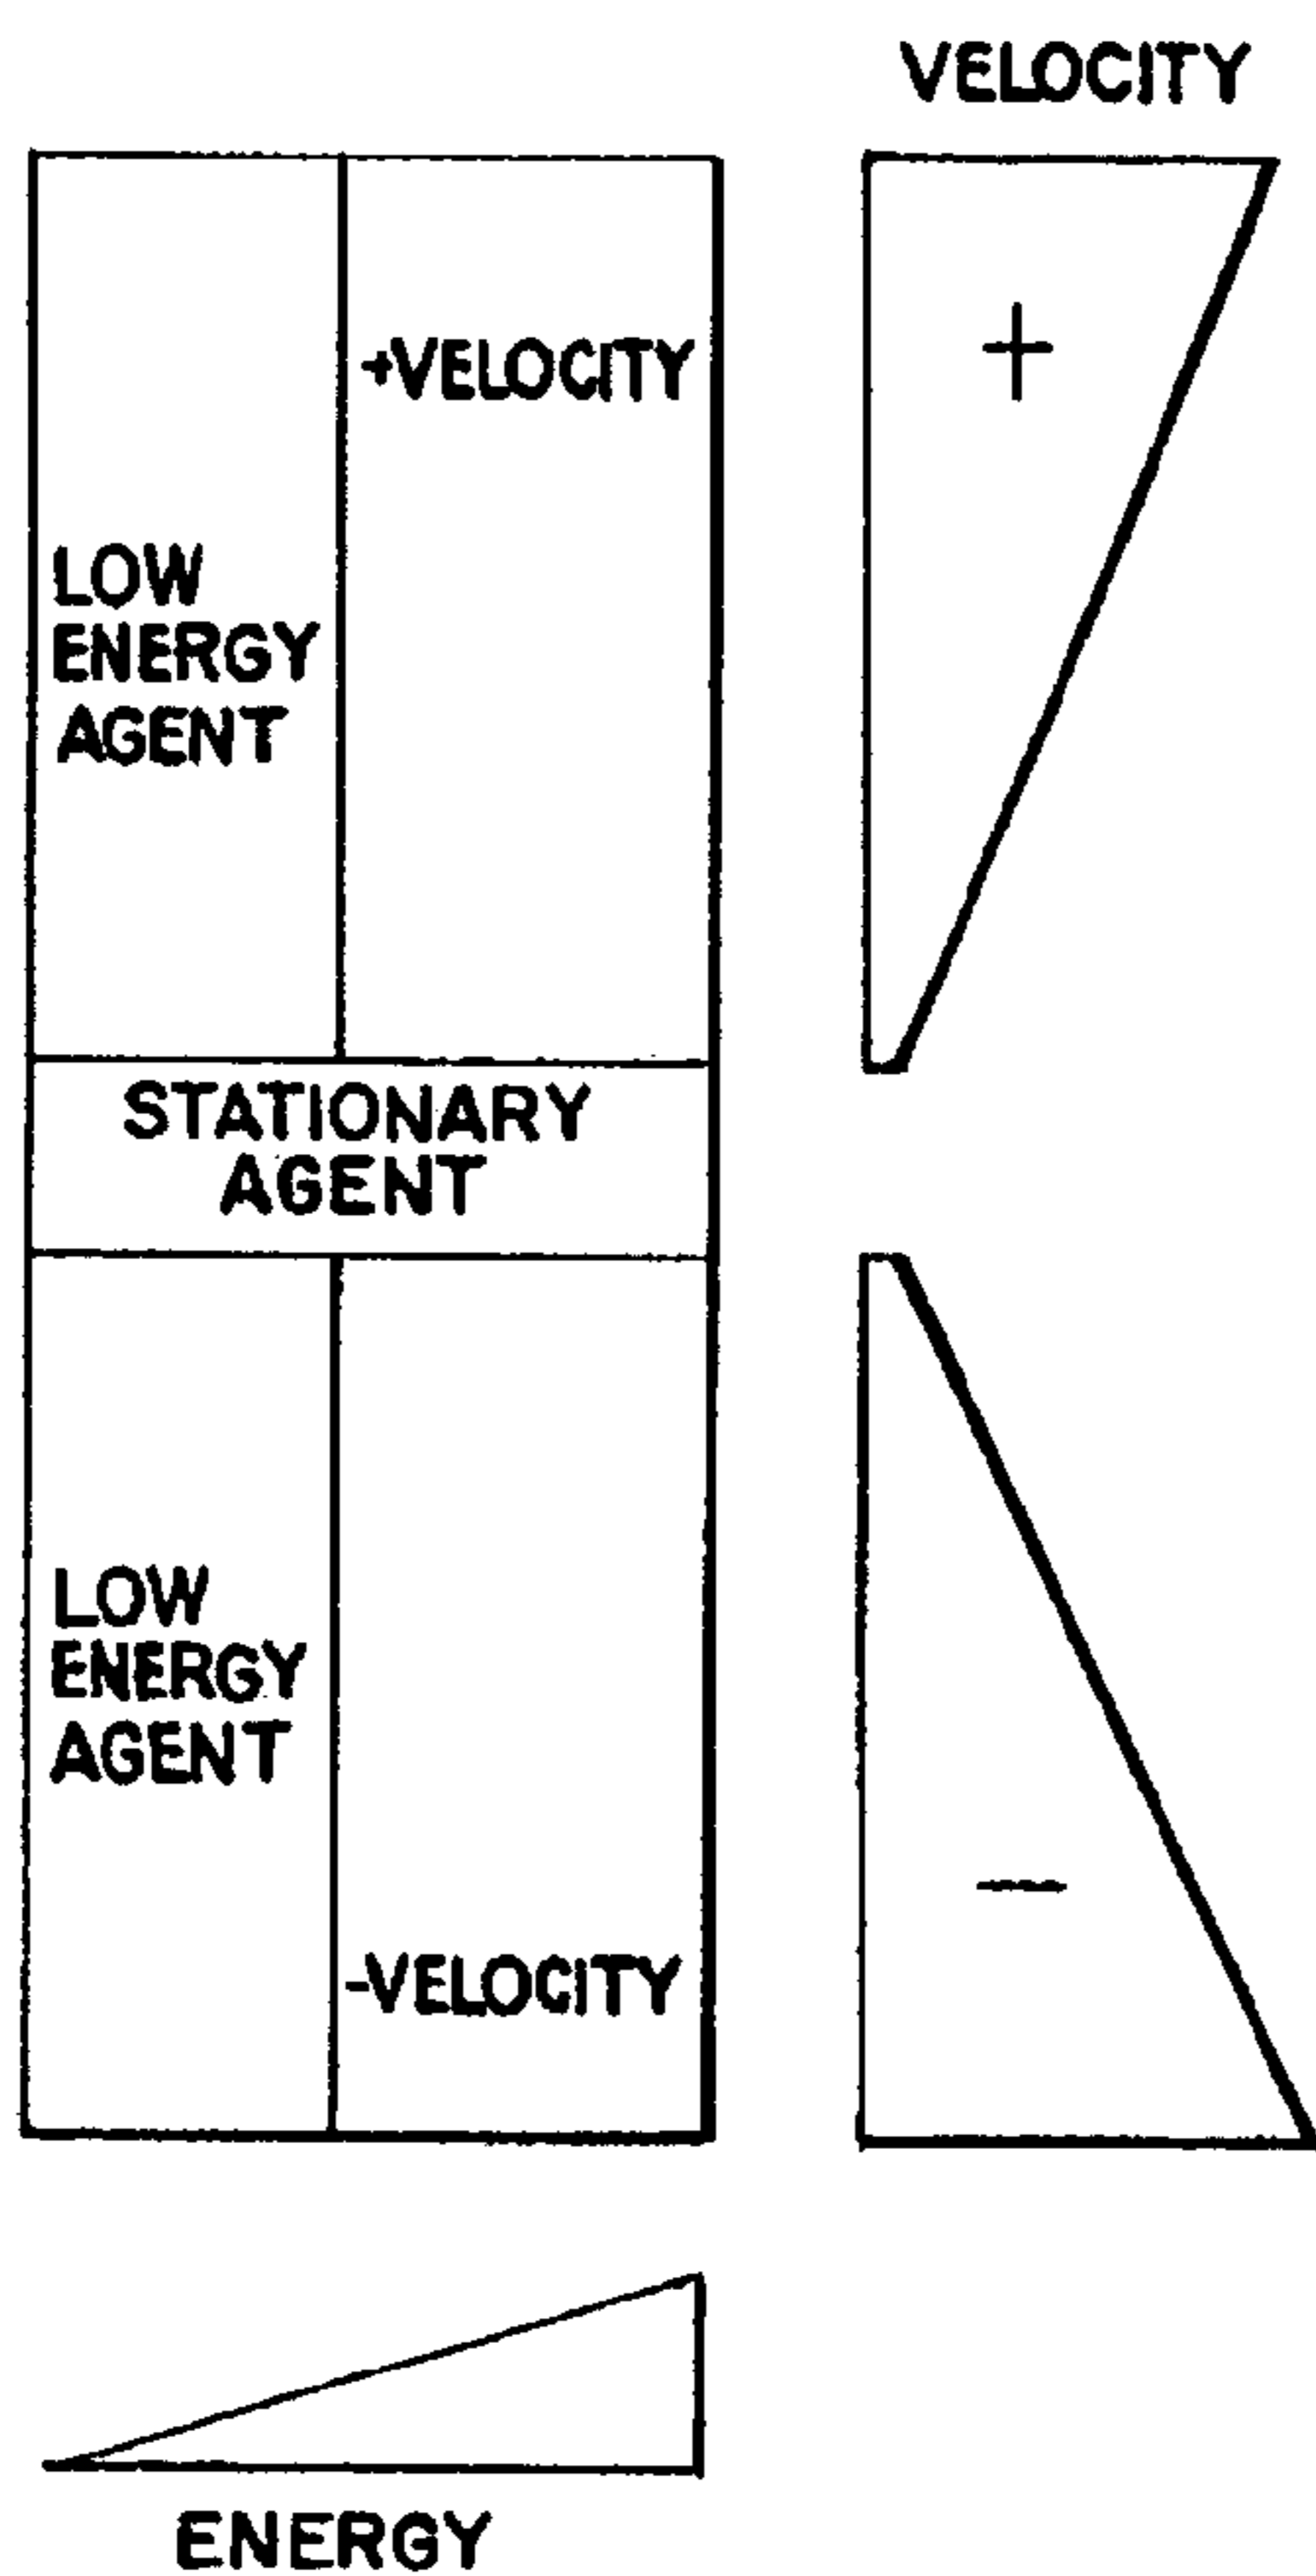 VELOCITY
+VELOCITY
LOW
ENERGY
AGENT
+
STATIONARY
AGENT
LOW
ENERGY
AGENT
−
-VELOCITY
ENERGY